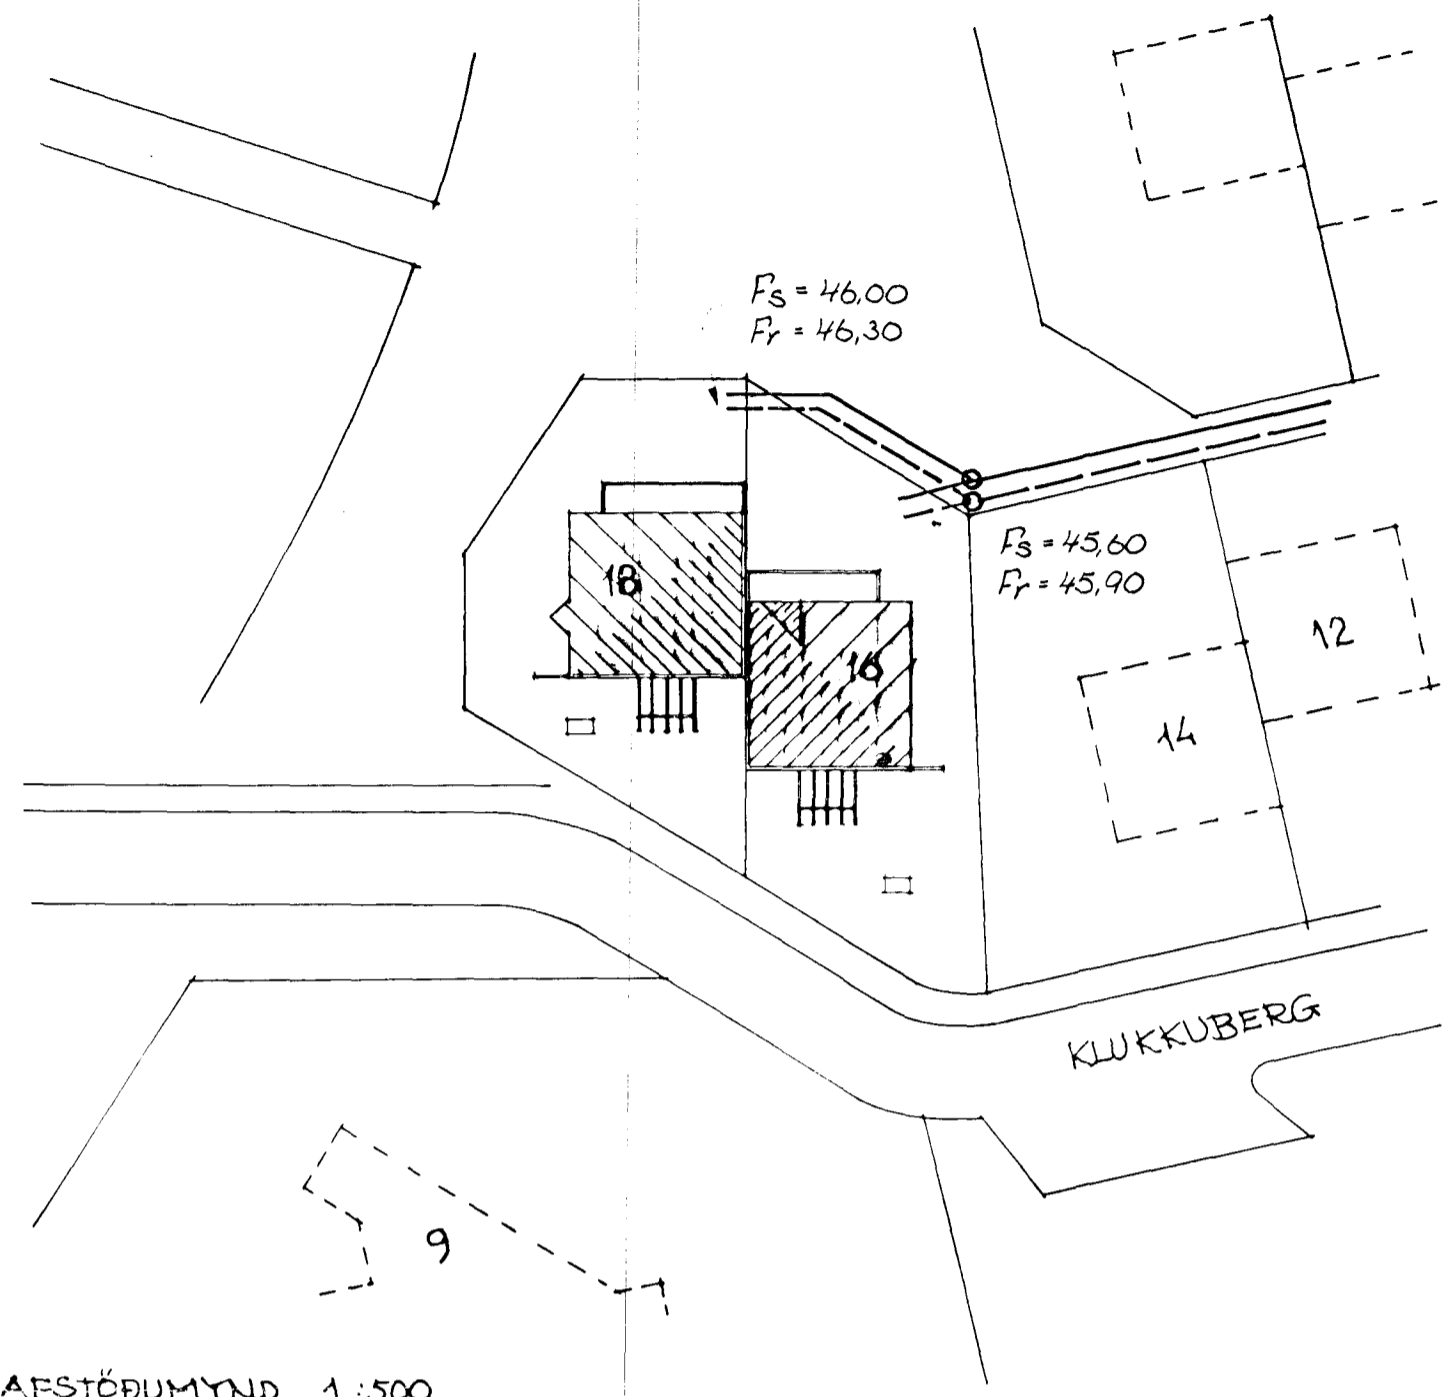 Fs = 46,00
Fr = 46,30
18
16
Fs = 45,60
Fr = 45,90
12
14
KLUKKUBERG
9
AFSTÖÐUMYND 1:500